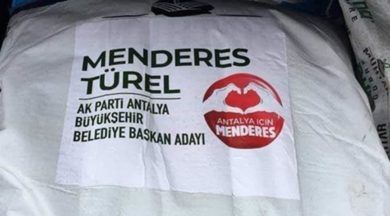 MENDERES
TÜREL
AK PARTİ ANTALYA
BÜYÜKŞEHİR
BELEDİYE BAŞKAN ADAYI
ANTALYA İÇİN
MENDERES